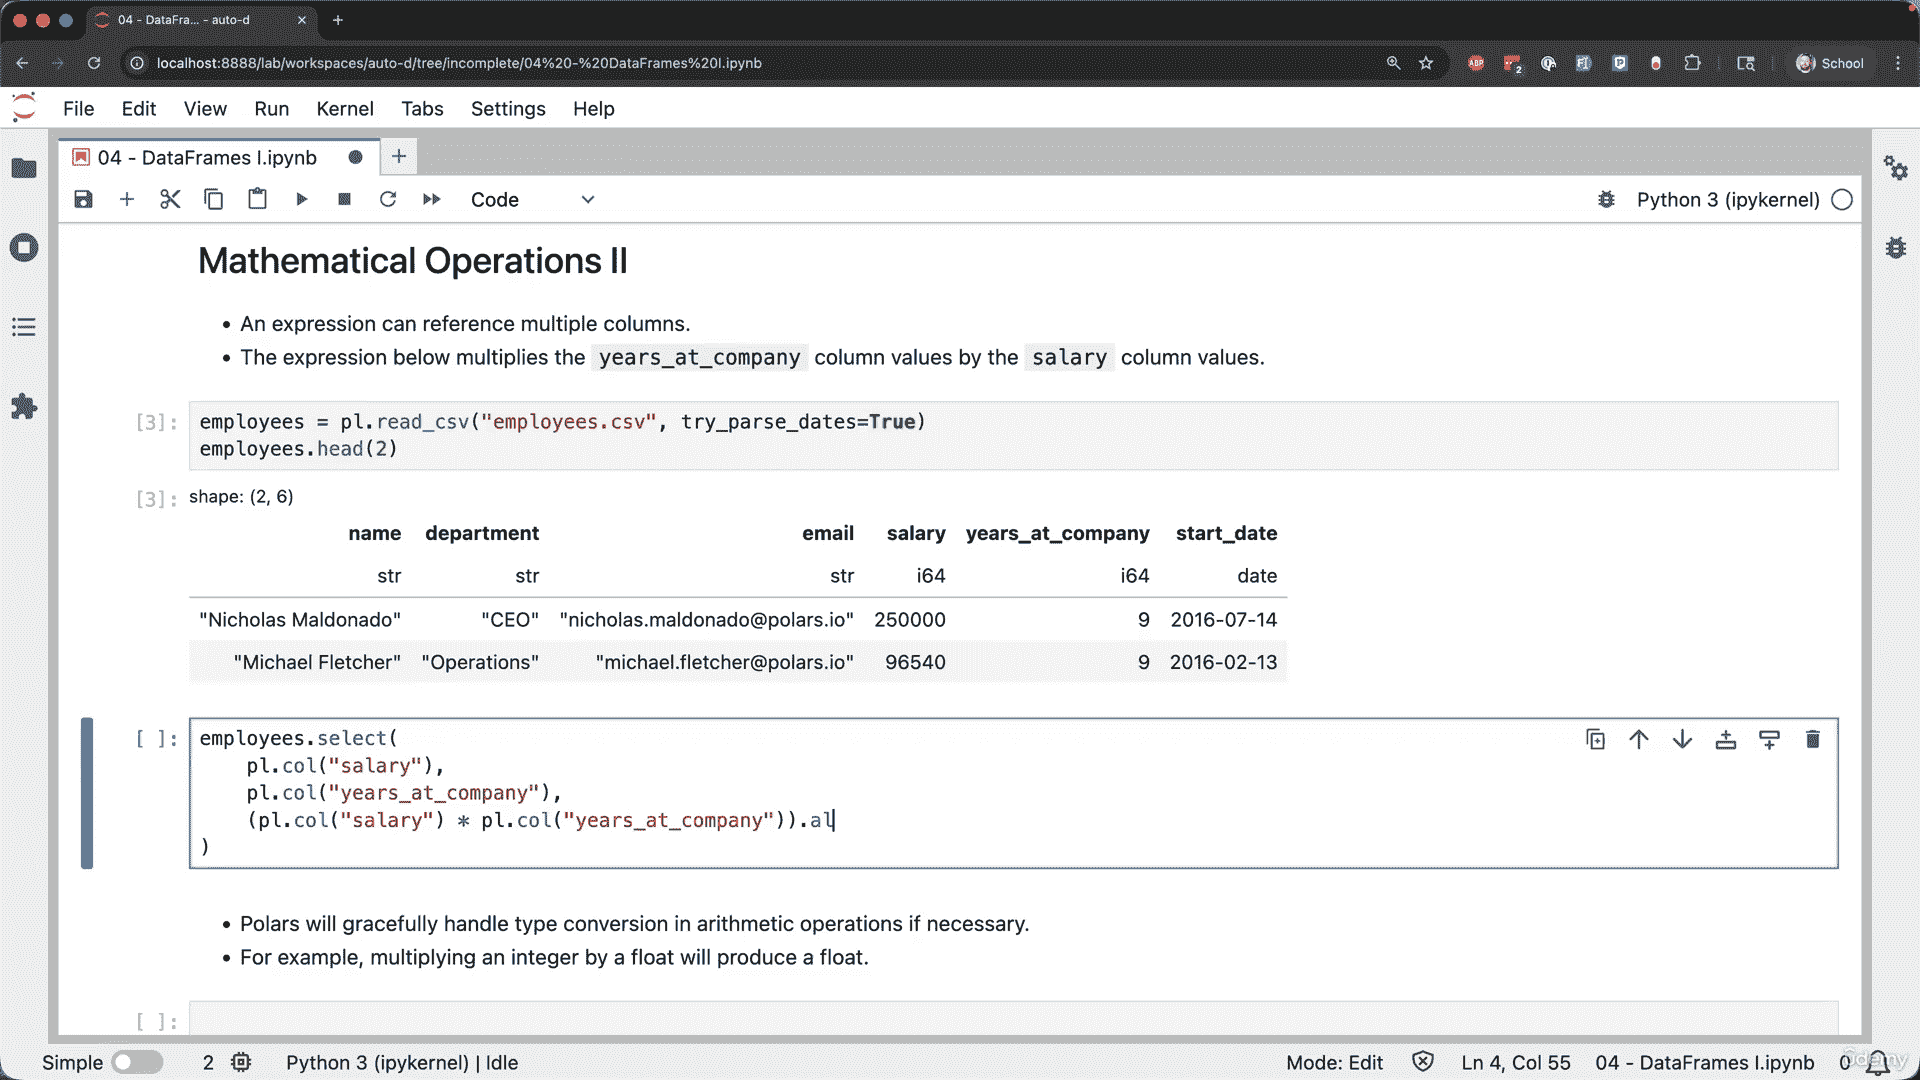 04 - DataFra... - auto-d
localhost:8888/lab/workspaces/auto-d/tree/incomplete/04%20-%20DataFrames%20I.ipynb
ABP
2
School
File Edit View Run Kernel Tabs Settings Help
04 - DataFrames I.ipynb
Code
Python 3 (ipykernel)
Mathematical Operations II
• An expression can reference multiple columns.
• The expression below multiplies the years_at_company column values by the salary column values.
[3]: employees = pl.read_csv("employees.csv", try_parse_dates=True)
employees.head(2)
[3]: shape: (2, 6)
name department email salary years_at_company start_date
str str str i64 i64 date
"Nicholas Maldonado" "CEO" "nicholas.maldonado@polars.io" 250000 9 2016-07-14
"Michael Fletcher" "Operations" "michael.fletcher@polars.io" 96540 9 2016-02-13
[ ]: employees.select(
pl.col("salary"),
pl.col("years_at_company"),
(pl.col("salary") * pl.col("years_at_company")).al
)
• Polars will gracefully handle type conversion in arithmetic operations if necessary.
• For example, multiplying an integer by a float will produce a float.
[ ]:
Simple 2 Python 3 (ipykernel) | Idle Mode: Edit Ln 4, Col 55 04 - DataFrames I.ipynb 0
udemy